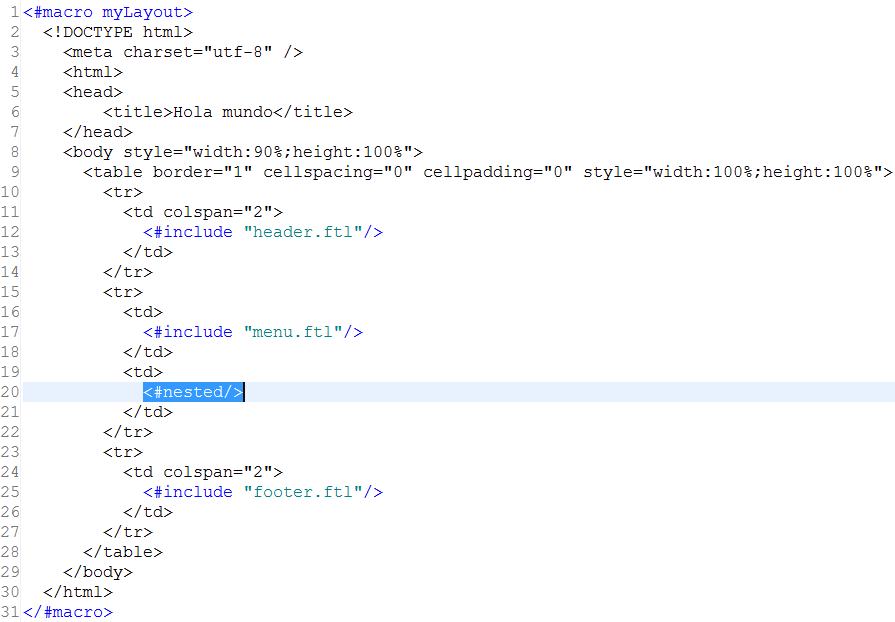 1<#macro myLayout>
2  <!DOCTYPE html>
3    <meta charset="utf-8" />
4    <html>
5    <head>
6        <title>Hola mundo</title>
7    </head>
8    <body style="width:90%;height:100%">
9      <table border="1" cellspacing="0" cellpadding="0" style="width:100%;height:100%">
10        <tr>
11          <td colspan="2">
12            <#include "header.ftl"/>
13          </td>
14        </tr>
15        <tr>
16          <td>
17            <#include "menu.ftl"/>
18          </td>
19          <td>
20            <#nested/>
21          </td>
22        </tr>
23        <tr>
24          <td colspan="2">
25            <#include "footer.ftl"/>
26          </td>
27        </tr>
28      </table>
29    </body>
30  </html>
31</#macro>